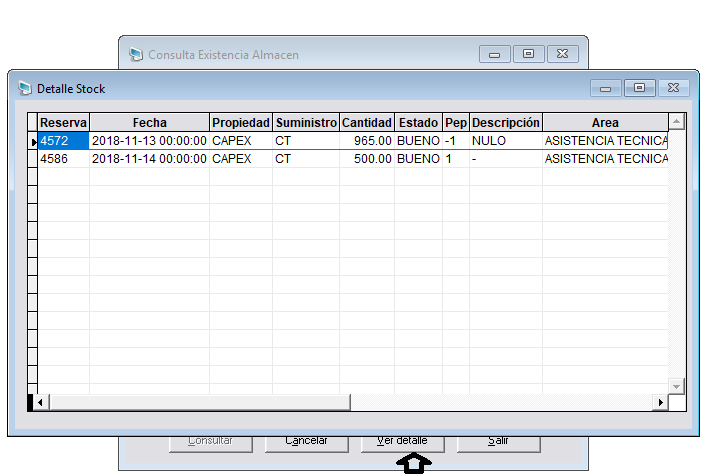 Consulta Existencia Almacen
Detalle Stock
Reserva Fecha Propiedad Suministro Cantidad Estado Pep Descripción Area
4572 2018-11-13 00:00:00 CAPEX CT 965.00 BUENO -1 NULO ASISTENCIA TECNICA
4586 2018-11-14 00:00:00 CAPEX CT 500.00 BUENO 1 - ASISTENCIA TECNICA
Consultar Cancelar Ver detalle Salir